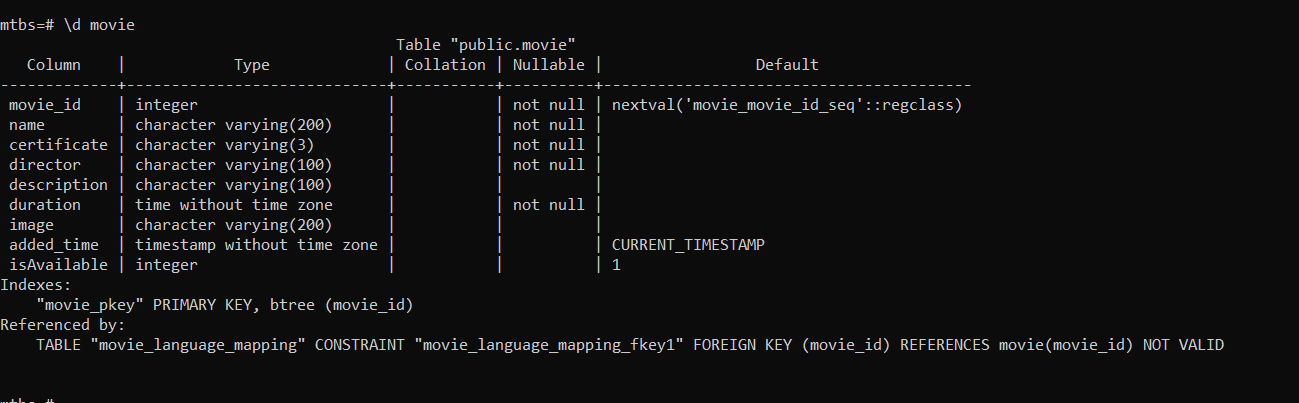 mtbs=# \d movie
                                           Table "public.movie"
   Column    |            Type             | Collation | Nullable |                 Default
-------------+-----------------------------+-----------+----------+-----------------------------------------
 movie_id    | integer                     |           | not null | nextval('movie_movie_id_seq'::regclass)
 name        | character varying(200)      |           | not null |
 certificate | character varying(3)        |           | not null |
 director    | character varying(100)      |           | not null |
 description | character varying(100)      |           |          |
 duration    | time without time zone      |           | not null |
 image       | character varying(200)      |           |          |
 added_time  | timestamp without time zone |           |          | CURRENT_TIMESTAMP
 isAvailable | integer                     |           |          | 1
Indexes:
    "movie_pkey" PRIMARY KEY, btree (movie_id)
Referenced by:
    TABLE "movie_language_mapping" CONSTRAINT "movie_language_mapping_fkey1" FOREIGN KEY (movie_id) REFERENCES movie(movie_id) NOT VALID